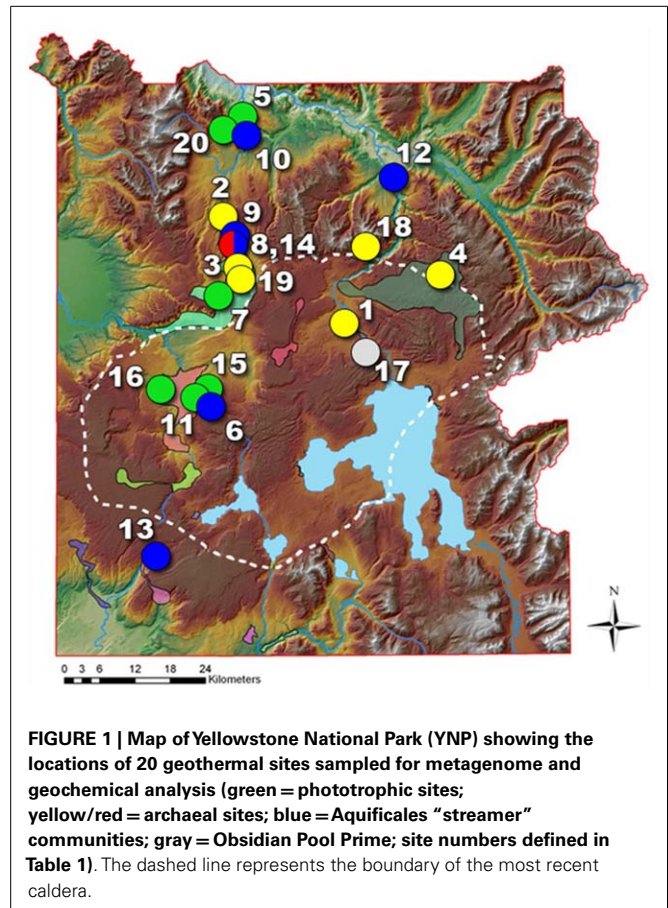 5
20
10
12
2
9
18
8,14
4
3
19
7
1
17
15
16
11
6
13
N
0 3 6 12 18 24
Kilometers
FIGURE 1 | Map of Yellowstone National Park (YNP) showing the
locations of 20 geothermal sites sampled for metagenome and
geochemical analysis (green = phototrophic sites;
yellow/red = archaeal sites; blue = Aquificales “streamer”
communities; gray = Obsidian Pool Prime; site numbers defined in
Table 1). The dashed line represents the boundary of the most recent
caldera.